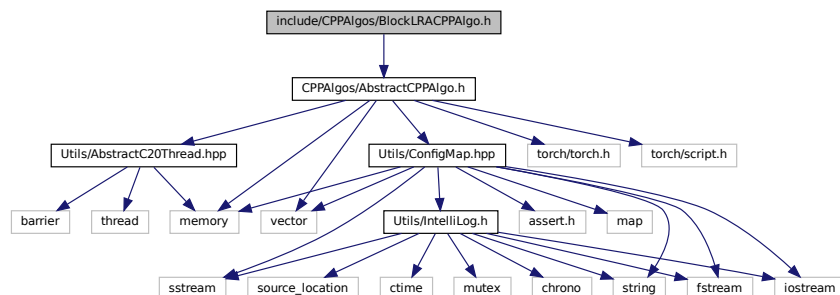 include/CPPAlgos/BlockLRACPPAlgo.h
CPPAlgos/AbstractCPPAlgo.h
Utils/AbstractC20Thread.hpp
Utils/ConfigMap.hpp
torch/torch.h
torch/script.h
barrier
thread
memory
vector
Utils/IntelliLog.h
assert.h
map
sstream
source_location
ctime
mutex
chrono
string
fstream
iostream